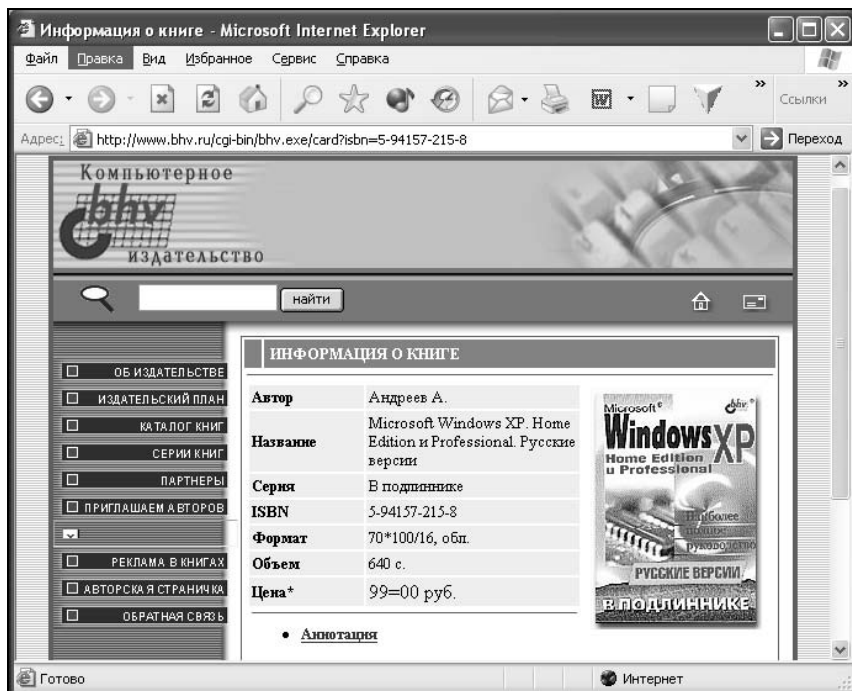 Информация о книге - Microsoft Internet Explorer
Файл Правка Вид Избранное Сервис Справка
» Ссылки »
Адрес: http://www.bhv.ru/cgi-bin/bhv.exe/card?isbn=5-94157-215-8 Переход
Компьютерное
bhv
издательство
найти
ОБ ИЗДАТЕЛЬСТВЕ
ИЗДАТЕЛЬСКИЙ ПЛАН
КАТАЛОГ КНИГ
СЕРИИ КНИГ
ПАРТНЕРЫ
ПРИГЛАШАЕМ АВТОРОВ
РЕКЛАМА В КНИГАХ
АВТОРСКАЯ СТРАНИЧКА
ОБРАТНАЯ СВЯЗЬ
ИНФОРМАЦИЯ О КНИГЕ
Автор Андреев А.
Название Microsoft Windows XP. Home
Edition и Professional. Русские
версии
Серия В подлиннике
ISBN 5-94157-215-8
Формат 70*100/16, обл.
Объем 640 с.
Цена* 99=00 руб.
• Аннотация
Microsoft® bhv®
Windows XP
Home Edition
и Professional
Наиболее
полное
руководство
РУССКИЕ ВЕРСИИ
В ПОДЛИННИКЕ
Готово Интернет